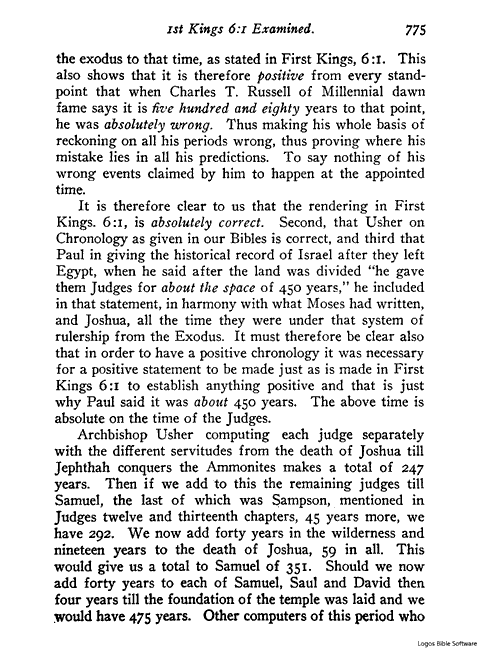 1st Kings 6:1 Examined. 775
the exodus to that time, as stated in First Kings, 6:1. This
also shows that it is therefore positive from every stand-
point that when Charles T. Russell of Millennial dawn
fame says it is five hundred and eighty years to that point,
he was absolutely wrong. Thus making his whole basis of
reckoning on all his periods wrong, thus proving where his
mistake lies in all his predictions. To say nothing of his
wrong events claimed by him to happen at the appointed
time.
It is therefore clear to us that the rendering in First
Kings. 6:1, is absolutely correct. Second, that Usher on
Chronology as given in our Bibles is correct, and third that
Paul in giving the historical record of Israel after they left
Egypt, when he said after the land was divided "he gave
them Judges for about the space of 450 years," he included
in that statement, in harmony with what Moses had written,
and Joshua, all the time they were under that system of
rulership from the Exodus. It must therefore be clear also
that in order to have a positive chronology it was necessary
for a positive statement to be made just as is made in First
Kings 6:1 to establish anything positive and that is just
why Paul said it was about 450 years. The above time is
absolute on the time of the Judges.
Archbishop Usher computing each judge separately
with the different servitudes from the death of Joshua till
Jephthah conquers the Ammonites makes a total of 247
years. Then if we add to this the remaining judges till
Samuel, the last of which was Sampson, mentioned in
Judges twelve and thirteenth chapters, 45 years more, we
have 292. We now add forty years in the wilderness and
nineteen years to the death of Joshua, 59 in all. This
would give us a total to Samuel of 351. Should we now
add forty years to each of Samuel, Saul and David then
four years till the foundation of the temple was laid and we
would have 475 years. Other computers of this period who
Logos Bible Software